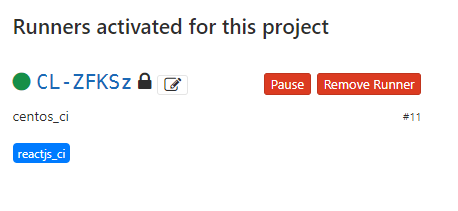 Runners activated for this project
CL-ZFKSz Pause Remove Runner
centos_ci #11
reactjs_ci